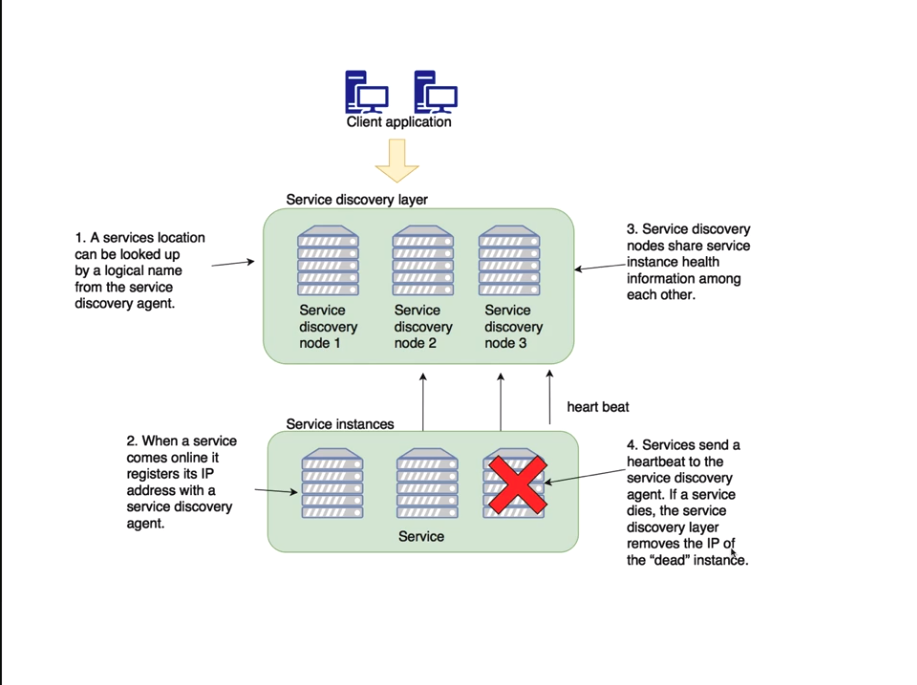 Client application
Service discovery layer
1. A services location
can be looked up
by a logical name
from the service
discovery agent.
3. Service discovery
nodes share service
instance health
information among
each other.
Service
discovery
node 1
Service
discovery
node 2
Service
discovery
node 3
heart beat
Service instances
2. When a service
comes online it
registers its IP
address with a
service discovery
agent.
4. Services send a
heartbeat to the
service discovery
agent. If a service
dies, the service
discovery layer
removes the IP of
the “dead” instance.
Service